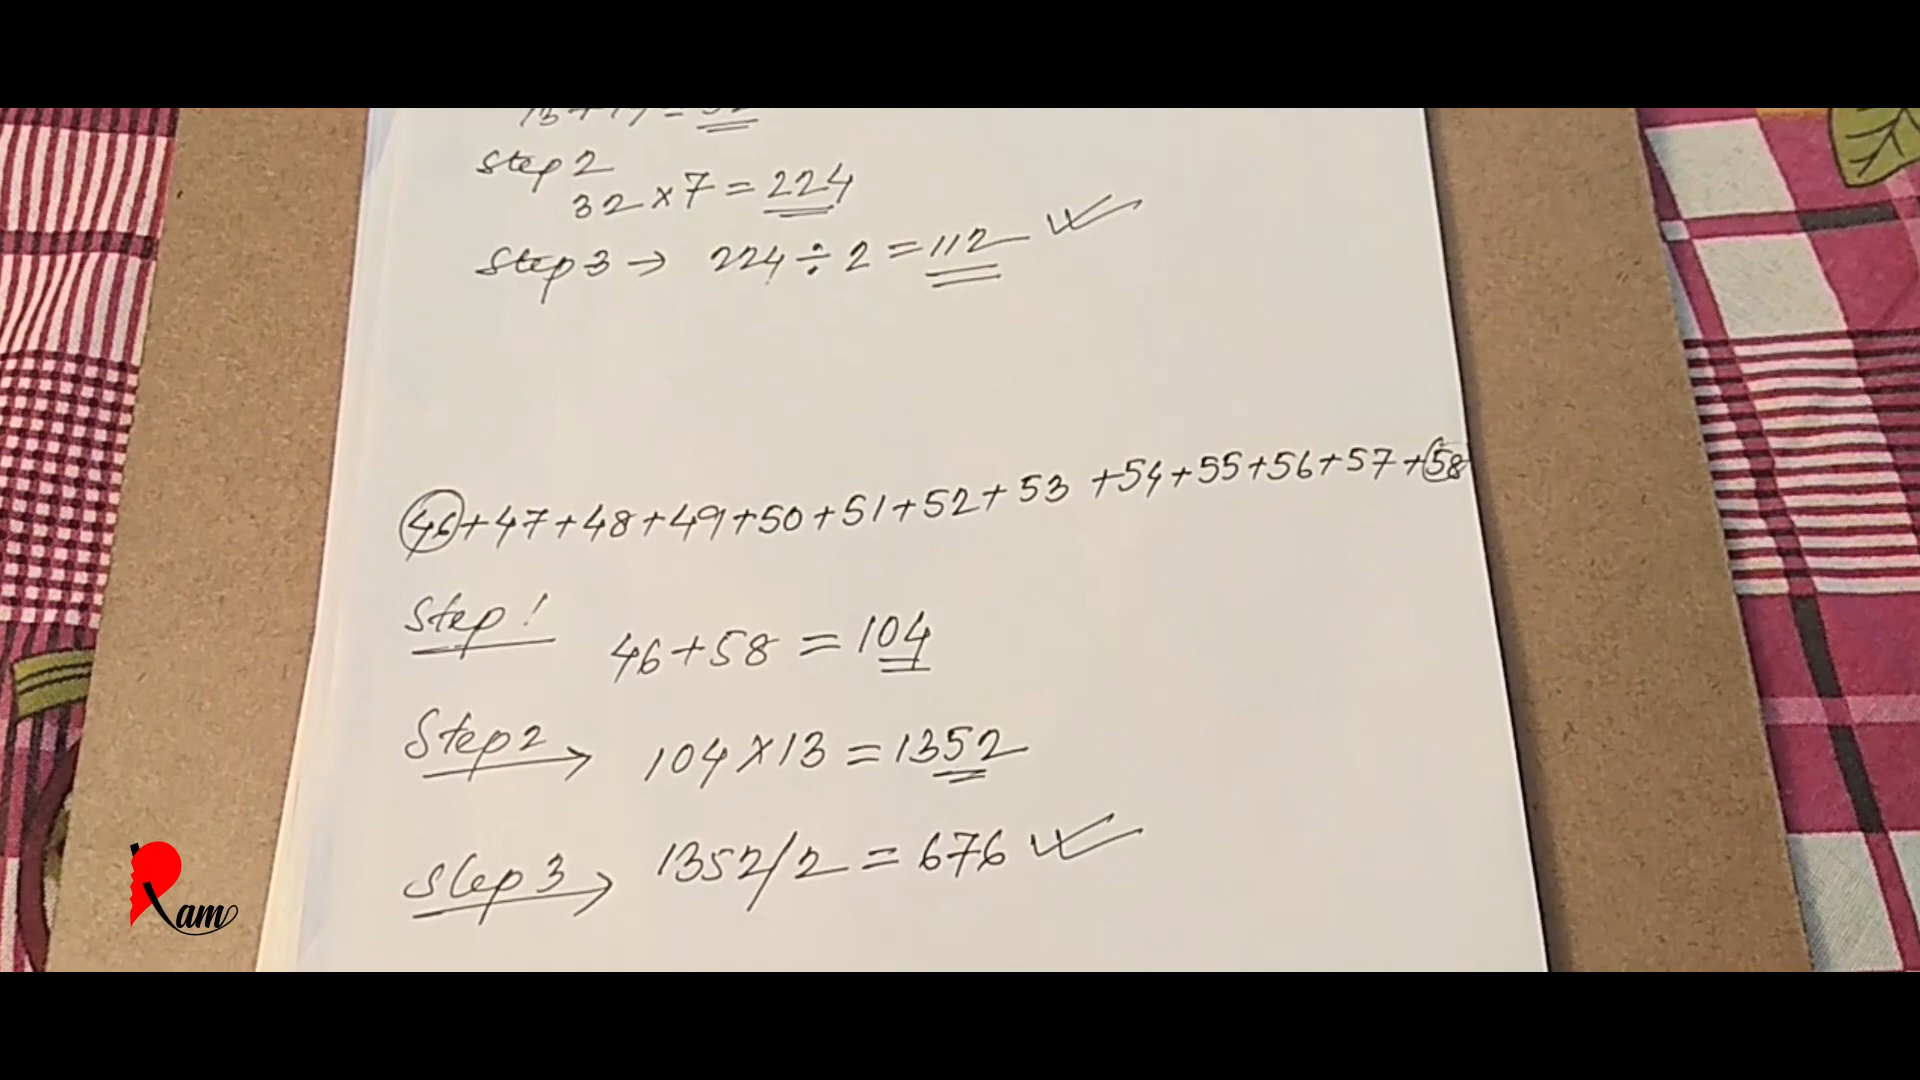 Step 2
32 × 7 = 224
Step 3 → 224 ÷ 2 = 112
46+47+48+49+50+51+52+53+54+55+56+57+58
Step 1
46+58 = 104
Step 2 → 104 × 13 = 1352
Step 3 → 1352/2 = 676
Ram